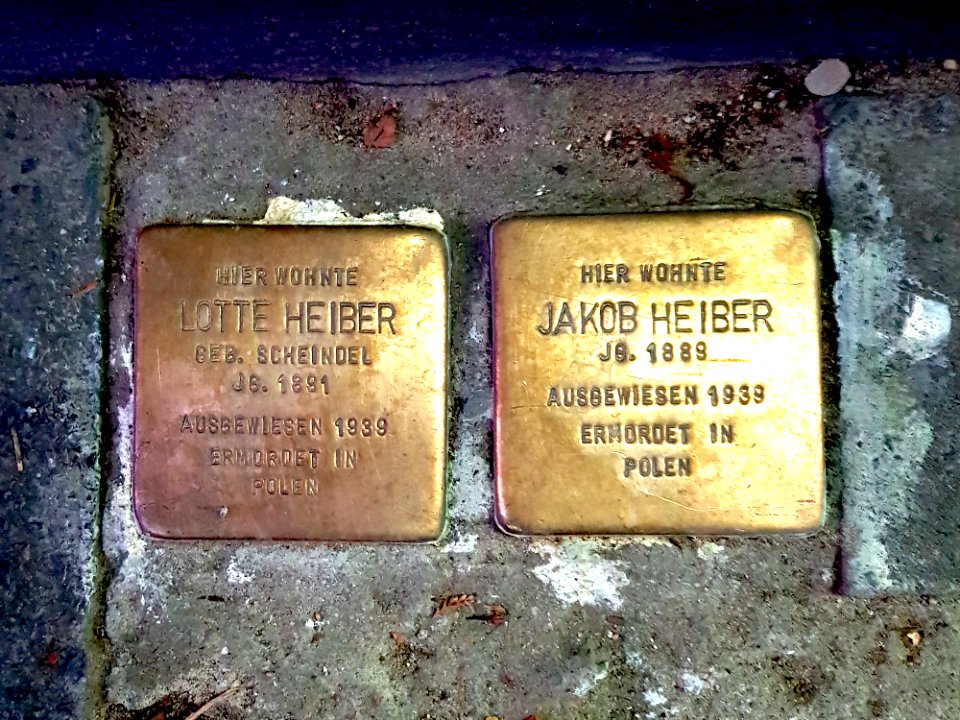 HIER WOHNTE
LOTTE HEIBER
GEB. SCHEINDEL
JG. 1891
AUSGEWIESEN 1939
ERMORDET IN
POLEN
HIER WOHNTE
JAKOB HEIBER
JG. 1889
AUSGEWIESEN 1939
ERMORDET IN
POLEN